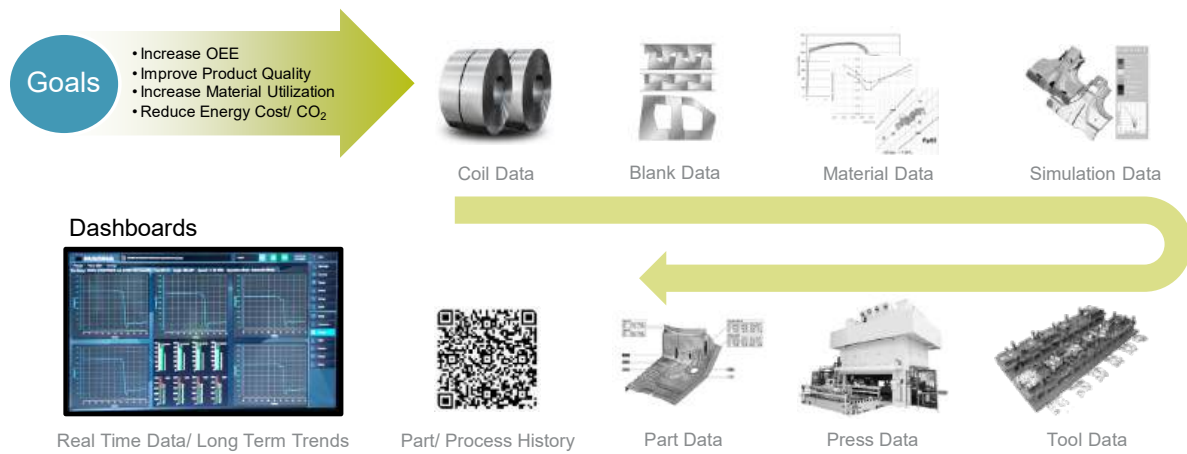 Goals
• Increase OEE
• Improve Product Quality
• Increase Material Utilization
• Reduce Energy Cost/ CO₂
Coil Data
Blank Data
Material Data
Simulation Data
Dashboards
Real Time Data/ Long Term Trends
Part/ Process History
Part Data
Press Data
Tool Data